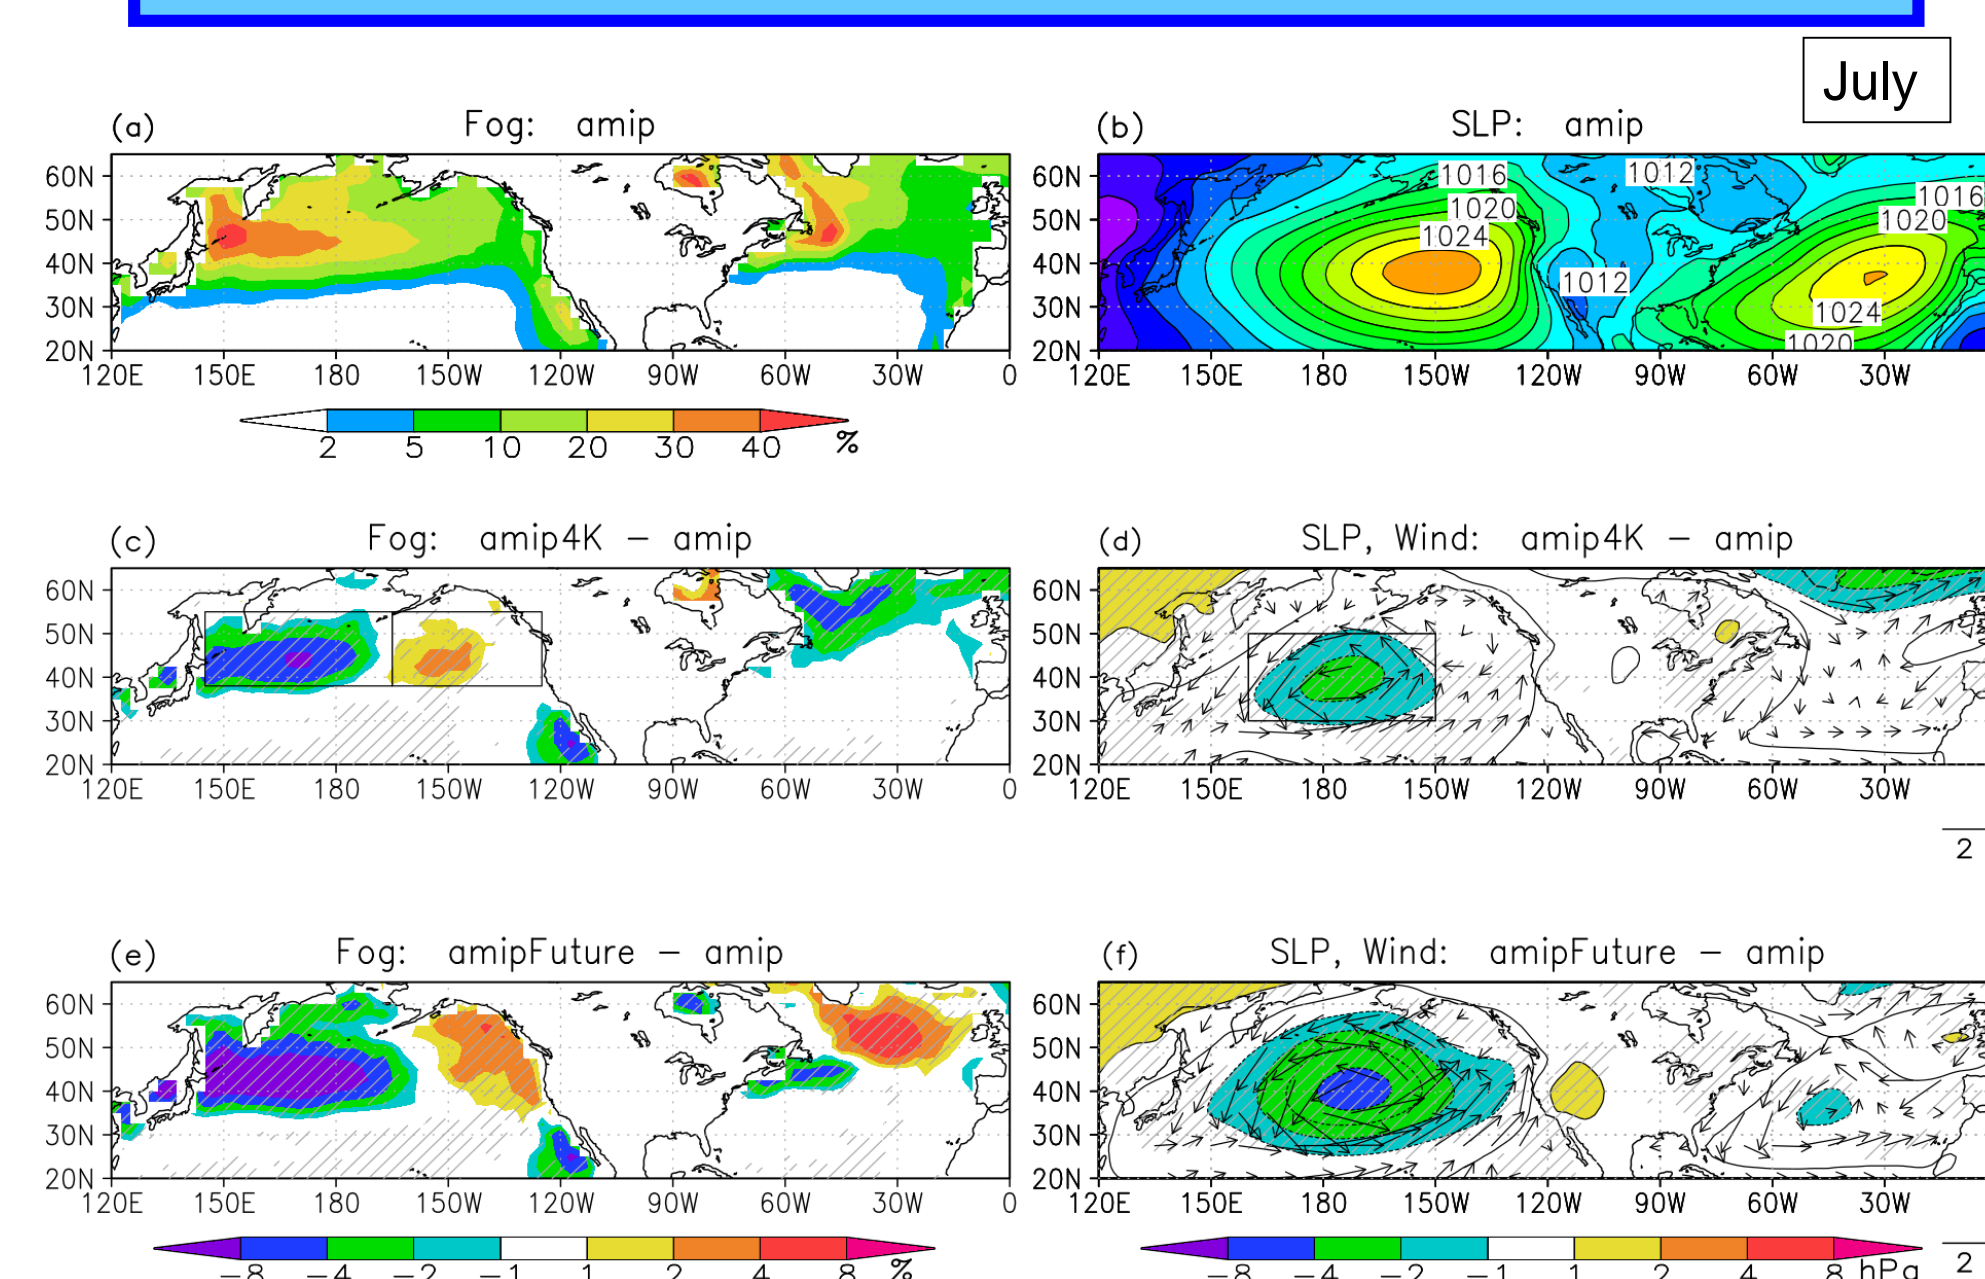 July
(a) Fog: amip
60N
50N
40N
30N
20N
120E 150E 180 150W 120W 90W 60W 30W 0
2 5 10 20 30 40 %
(b) SLP: amip
60N
50N
40N
30N
20N
1016
1012
1016
1020
1020
1024
1012
1024
1020
120E 150E 180 150W 120W 90W 60W 30W
(c) Fog: amip4K − amip
60N
50N
40N
30N
20N
120E 150E 180 150W 120W 90W 60W 30W 0
(d) SLP, Wind: amip4K − amip
60N
50N
40N
30N
20N
120E 150E 180 150W 120W 90W 60W 30W
2
(e) Fog: amipFuture − amip
60N
50N
40N
30N
20N
120E 150E 180 150W 120W 90W 60W 30W 0
−8 −4 −2 −1 1 2 4 8 %
(f) SLP, Wind: amipFuture − amip
60N
50N
40N
30N
20N
120E 150E 180 150W 120W 90W 60W 30W
−8 −4 −2 −1 1 2 4 8 hPa
2